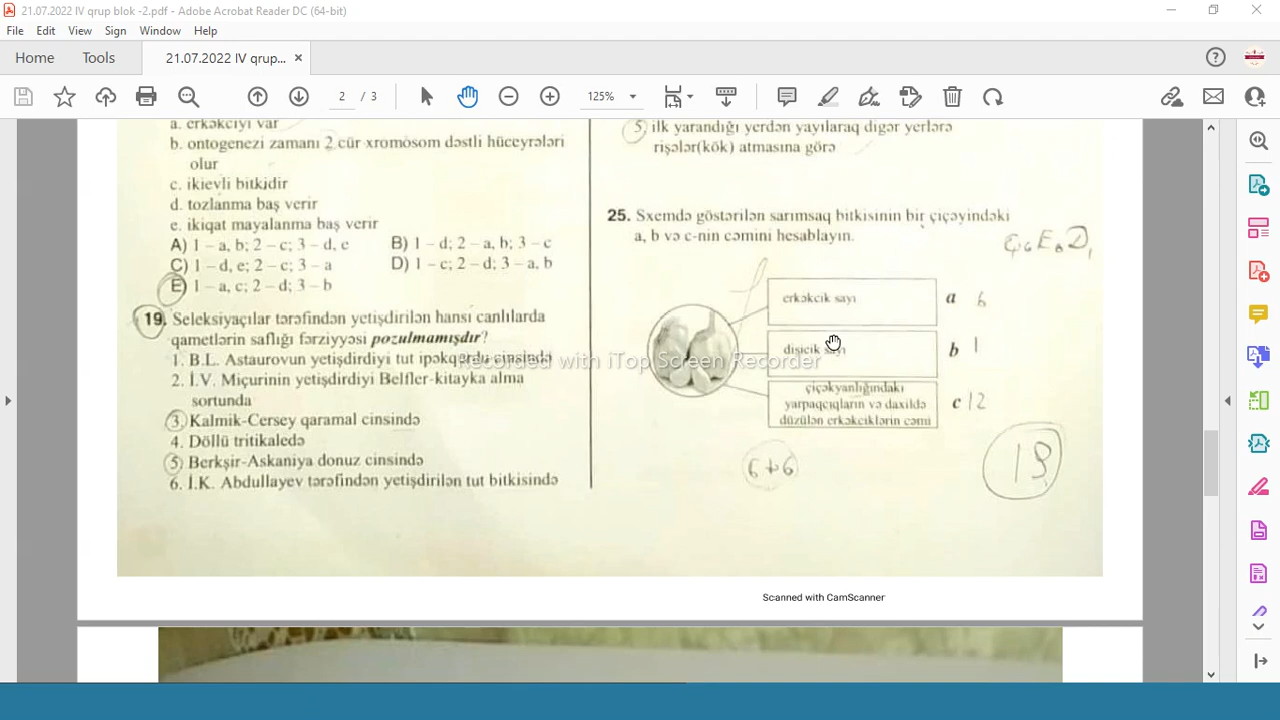 21.07.2022 IV qrup blok -2.pdf - Adobe Acrobat Reader DC (64-bit)
File Edit View Sign Window Help
Home Tools 21.07.2022 IV qrup... ×
2 / 3 125%
a. erkəkciyi var
b. ontogenezi zamanı 2 cür xromosom dəstli hüceyrələri
olur
c. ikievli bitkidir
d. tozlanma baş verir
e. ikiqat mayalanma baş verir
A) 1 – a, b; 2 – c; 3 – d, e B) 1 – d; 2 – a, b; 3 – c
C) 1 – d, e; 2 – c; 3 – a D) 1 – c; 2 – d; 3 – a, b
E) 1 – a, c; 2 – d; 3 – b
19. Seleksiyaçılar tərəfindən yetişdirilən hansi canlılarda
qametlərin saflığı fərziyyəsi pozulmamışdır?
1. B.L. Astaurovun yetişdirdiyi tut ipəkqurdu cinsində
2. İ.V. Miçurinin yetişdirdiyi Belfler-kitayka alma
sortunda
3. Kalmik-Cersey qaramal cinsində
4. Döllü tritikaledə
5. Berkşir-Askaniya donuz cinsində
6. İ.K. Abdullayev tərəfindən yetişdirilən tut bitkisində
5) ilk yarandığı yerdən yayılaraq digər yerlərə
rişələr(kök) atmasına görə
25. Sxemdə göstərilən sarımsaq bitkisinin bir çiçəyindəki
a, b və c-nin cəmini hesablayın.
erkəkcik sayı a 6
dişicik sayı b 1
çiçəkyanlığındakı
yarpaqcıqların və daxildə
düzülən erkəkciklərin cəmi
c 12
6+6
19
Recorded with iTop Screen Recorder
Scanned with CamScanner